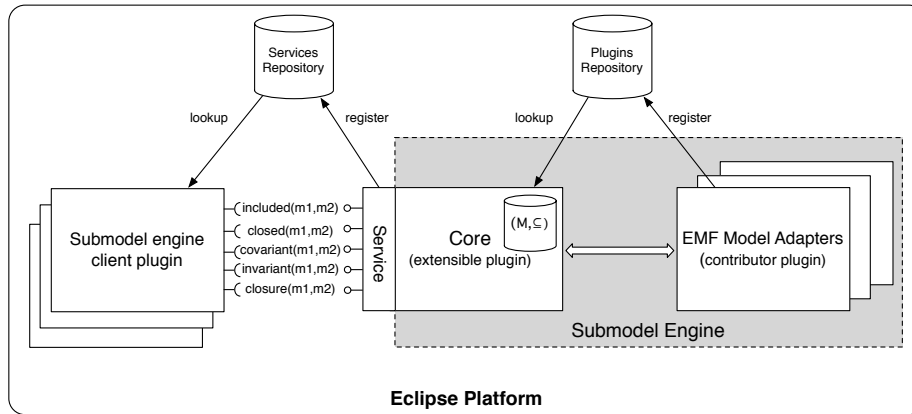 Services
Repository
Plugins
Repository
lookup
register
lookup
register
included(m1,m2)
closed(m1,m2)
covariant(m1,m2)
invariant(m1,m2)
closure(m1,m2)
Submodel engine
client plugin
Service
Core
(extensible plugin)
(M,⊆)
EMF Model Adapters
(contributor plugin)
Submodel Engine
Eclipse Platform